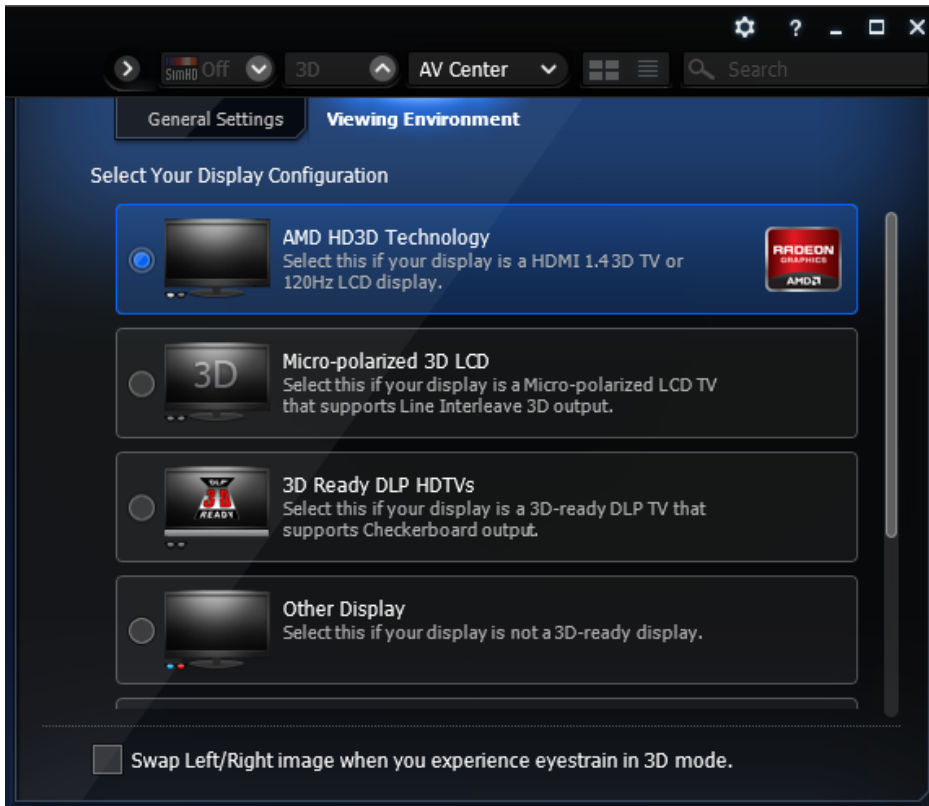 ?
SimHD Off 3D AV Center Search
General Settings Viewing Environment
Select Your Display Configuration
AMD HD3D Technology
Select this if your display is a HDMI 1.4 3D TV or
120Hz LCD display.
RADEON
GRAPHICS
AMD
3D
Micro-polarized 3D LCD
Select this if your display is a Micro-polarized LCD TV
that supports Line Interleave 3D output.
DLP
3D
READY
3D Ready DLP HDTVs
Select this if your display is a 3D-ready DLP TV that
supports Checkerboard output.
Other Display
Select this if your display is not a 3D-ready display.
Swap Left/Right image when you experience eyestrain in 3D mode.